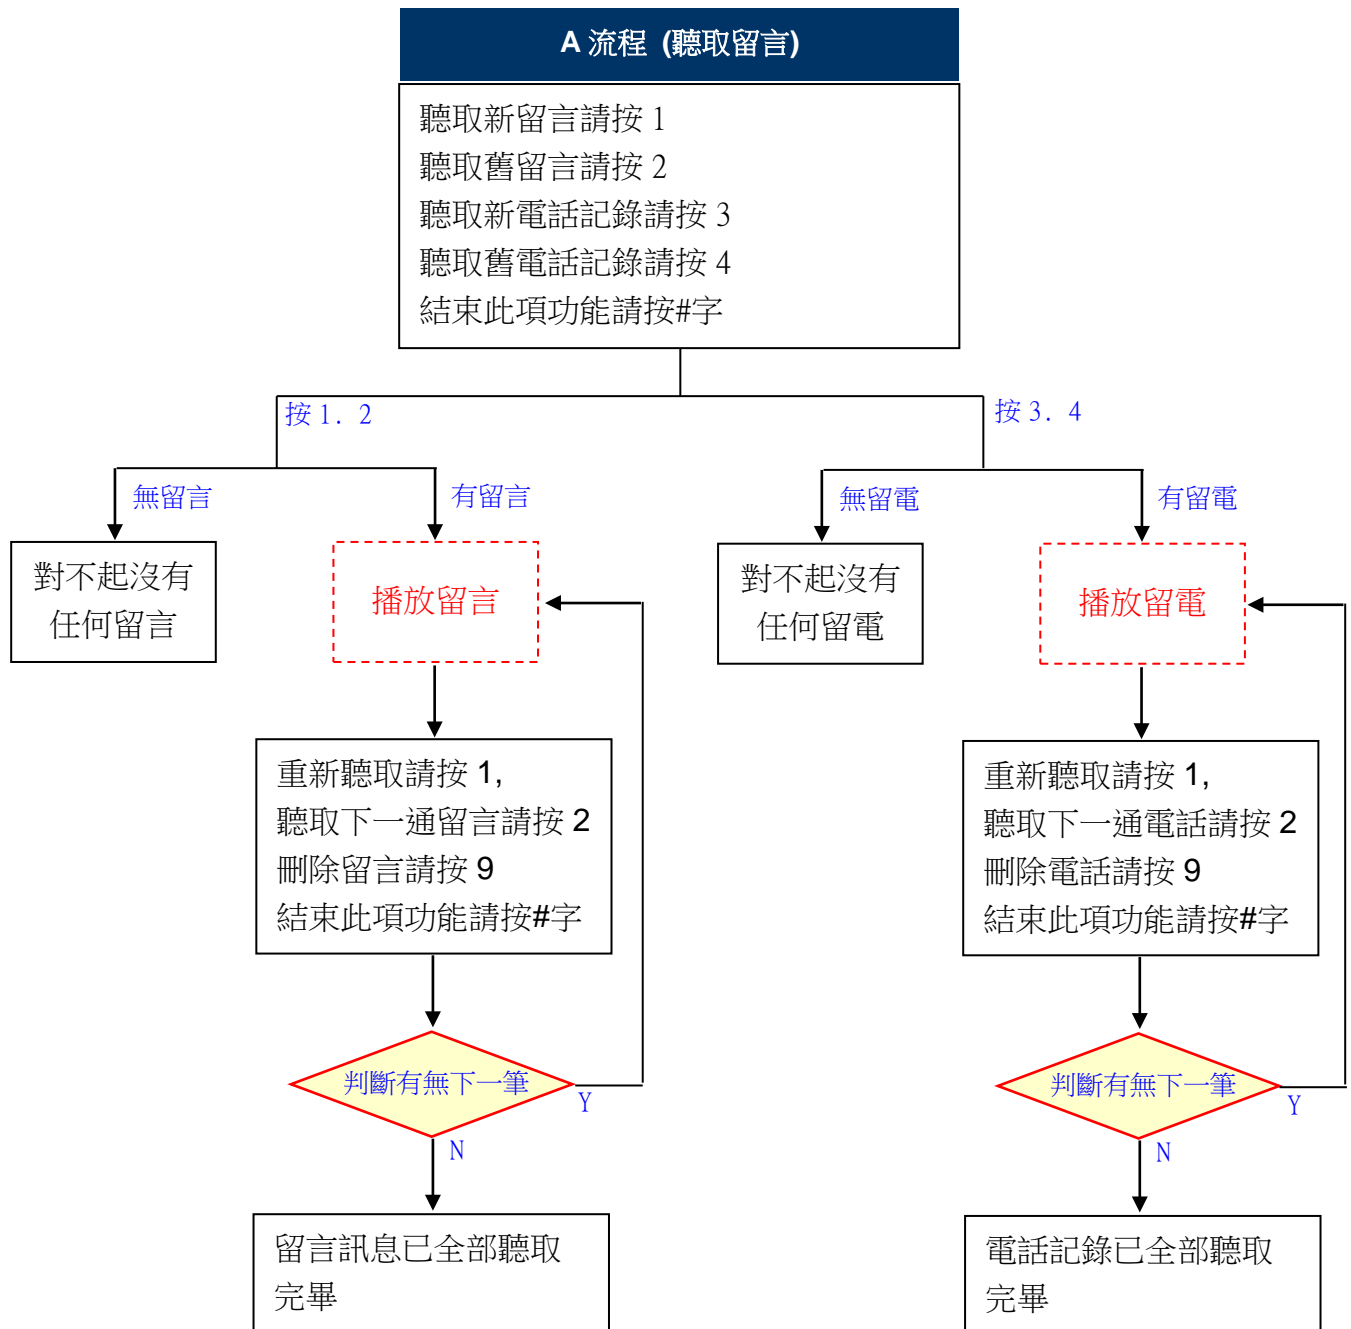 A 流程 (聽取留言)
聽取新留言請按 1
聽取舊留言請按 2
聽取新電話記錄請按 3
聽取舊電話記錄請按 4
結束此項功能請按#字
按 1. 2
按 3. 4
無留言
有留言
無留電
有留電
對不起沒有
任何留言
播放留言
對不起沒有
任何留電
播放留電
重新聽取請按 1,
聽取下一通留言請按 2
刪除留言請按 9
結束此項功能請按#字
重新聽取請按 1,
聽取下一通電話請按 2
刪除電話請按 9
結束此項功能請按#字
判斷有無下一筆
Y
N
判斷有無下一筆
Y
N
留言訊息已全部聽取
完畢
電話記錄已全部聽取
完畢